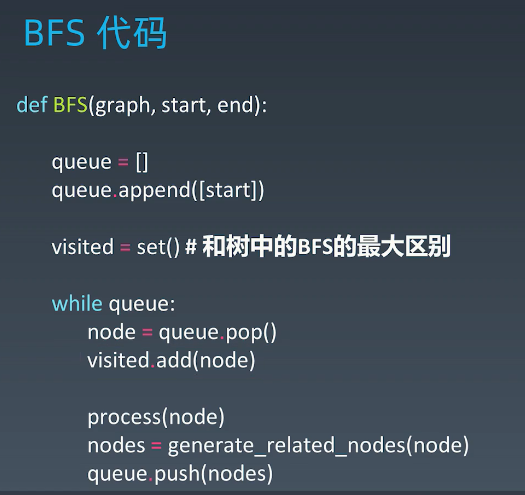 BFS 代码
def BFS(graph, start, end):
queue = []
queue.append([start])
visited = set() # 和树中的BFS的最大区别
while queue:
node = queue.pop()
visited.add(node)
process(node)
nodes = generate_related_nodes(node)
queue.push(nodes)